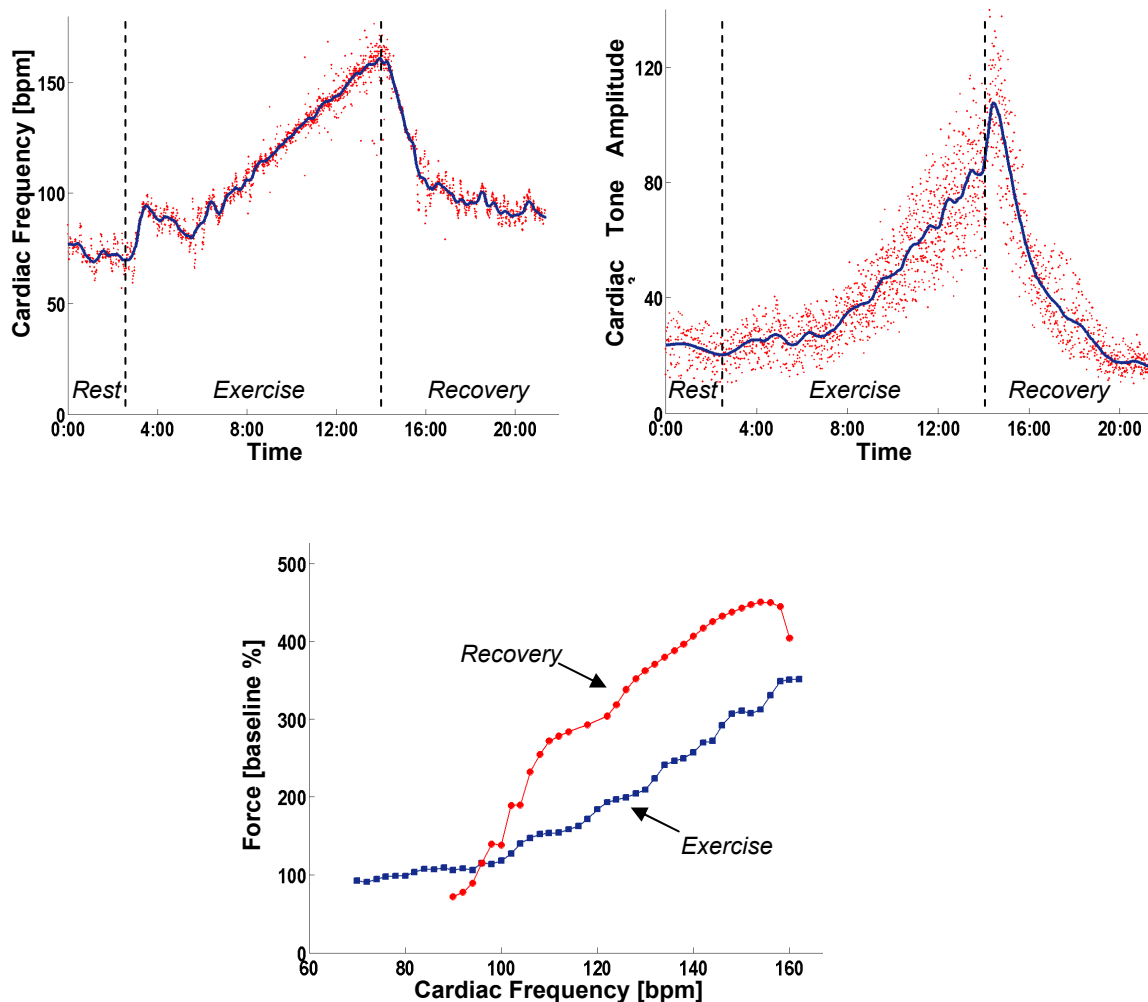 Cardiac Frequency [bpm]
150
100
50
0
Rest
Exercise
Recovery
0:00
4:00
8:00
12:00
16:00
20:00
Time
Cardiac Tone Amplitude
120
80
40
0
Rest
Exercise
Recovery
0:00
4:00
8:00
12:00
16:00
20:00
Time
Force [baseline %]
500
400
300
200
100
0
Recovery
Exercise
60
80
100
120
140
160
Cardiac Frequency [bpm]